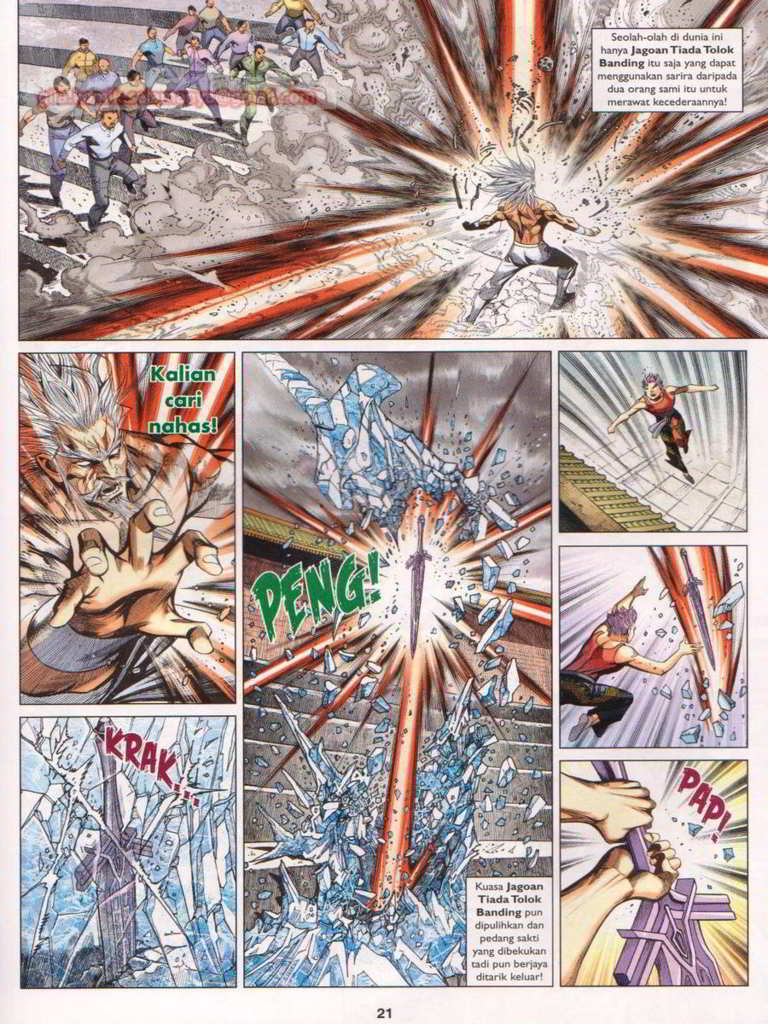 Seolah-olah di dunia ini
hanya Jagoan Tiada Tolok
Banding itu saja yang dapat
menggunakan sarira daripada
dua orang sami itu untuk
merawat kecederaannya!
Kalian
cari
nahas!
PENG!
KRAK...
PAP!
Kuasa Jagoan
Tiada Tolok
Banding pun
dipulihkan dan
pedang sakti
yang dibekukan
tadi pun berjaya
ditarik keluar!
21